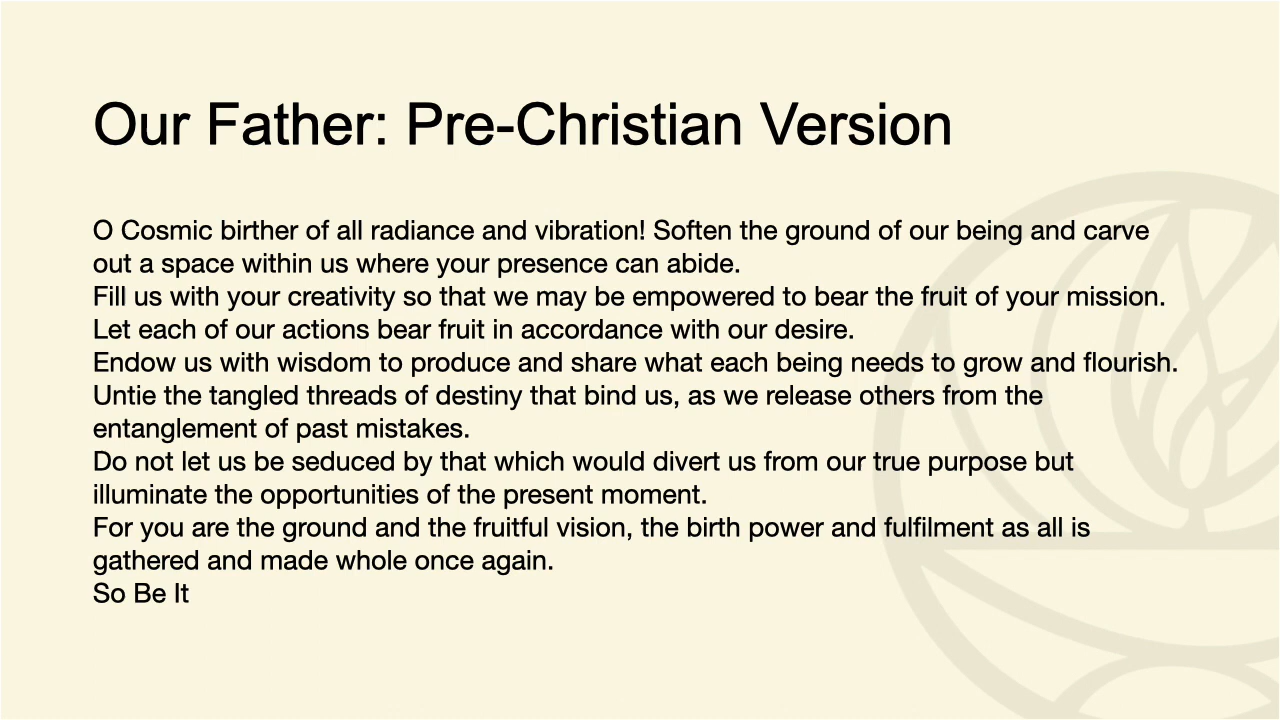 Our Father: Pre-Christian Version
O Cosmic birther of all radiance and vibration! Soften the ground of our being and carve
out a space within us where your presence can abide.
Fill us with your creativity so that we may be empowered to bear the fruit of your mission.
Let each of our actions bear fruit in accordance with our desire.
Endow us with wisdom to produce and share what each being needs to grow and flourish.
Untie the tangled threads of destiny that bind us, as we release others from the
entanglement of past mistakes.
Do not let us be seduced by that which would divert us from our true purpose but
illuminate the opportunities of the present moment.
For you are the ground and the fruitful vision, the birth power and fulfilment as all is
gathered and made whole once again.
So Be It